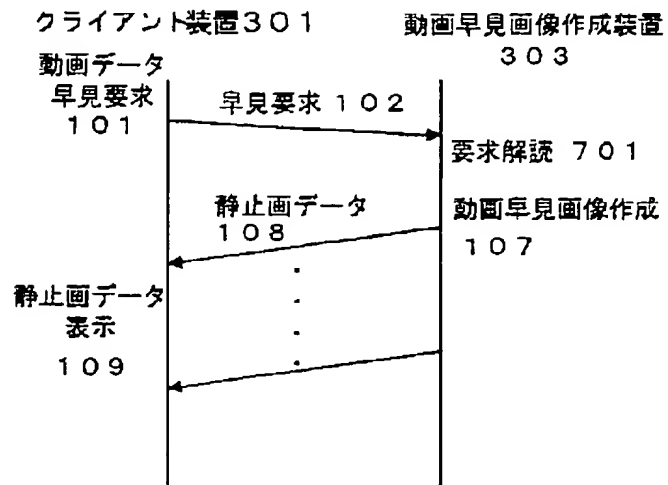 クライアント装置３０１
動画早見画像作成装置
３０３
動画データ
早見要求
１０１
早見要求 １０２
要求解読 ７０１
静止画データ
１０８
動画早見画像作成
１０７
静止画データ
表示
１０９